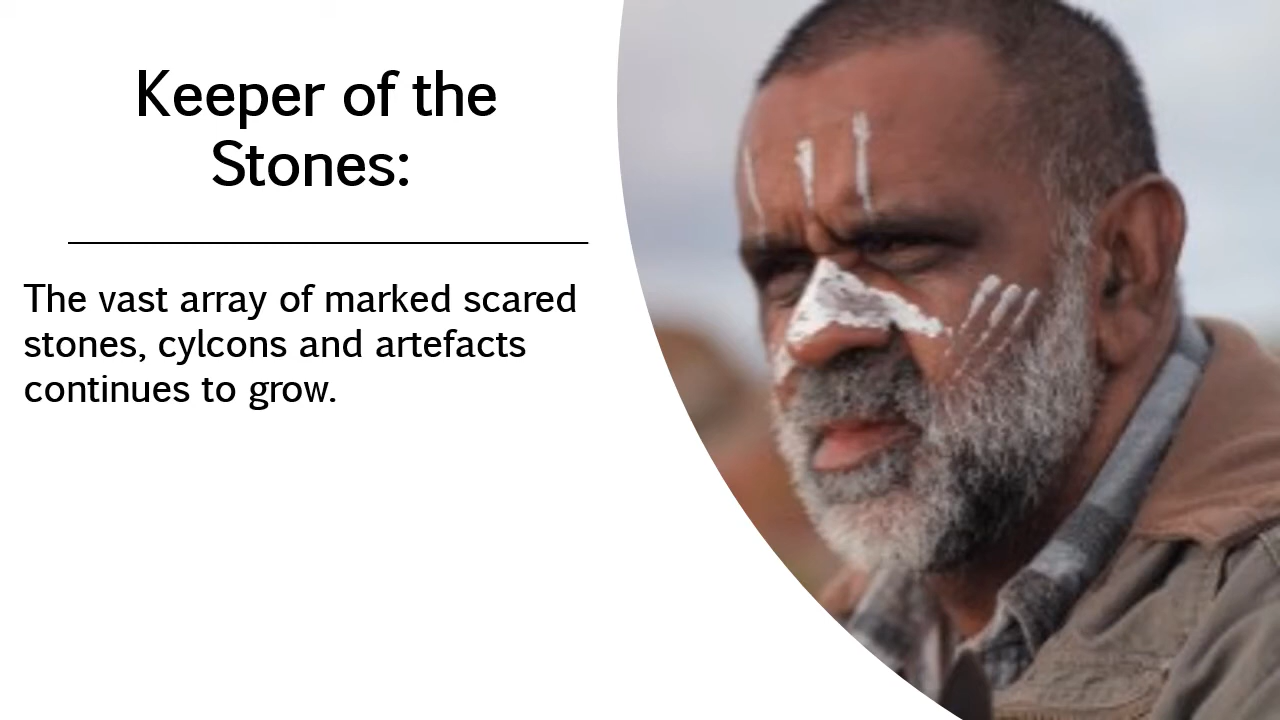 Keeper of the
Stones:
The vast array of marked scared
stones, cylcons and artefacts
continues to grow.